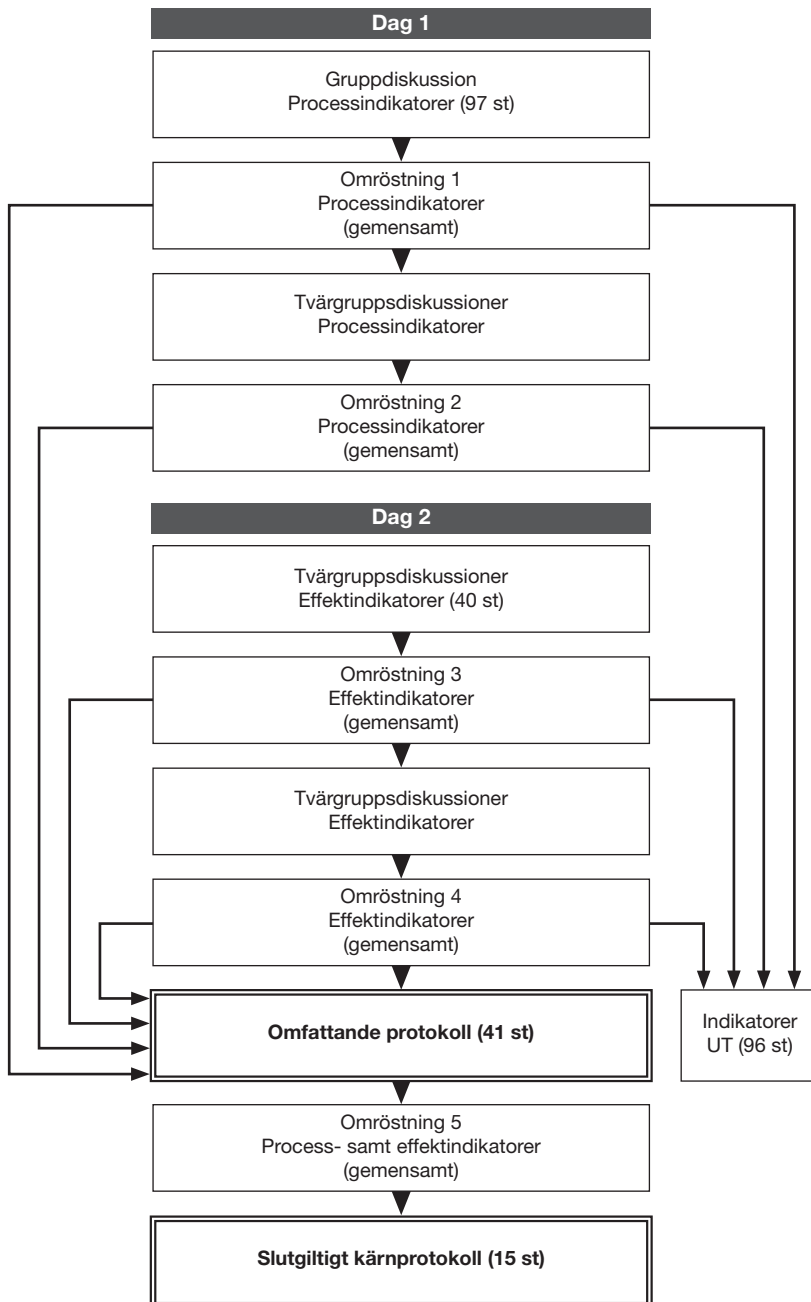 Dag 1
Gruppdiskussion
Processindikatorer (97 st)
Omröstning 1
Processindikatorer
(gemensamt)
Tvärgruppsdiskussioner
Processindikatorer
Omröstning 2
Processindikatorer
(gemensamt)
Dag 2
Tvärgruppsdiskussioner
Effektindikatorer (40 st)
Omröstning 3
Effektindikatorer
(gemensamt)
Tvärgruppsdiskussioner
Effektindikatorer
Omröstning 4
Effektindikatorer
(gemensamt)
Omfattande protokoll (41 st)
Indikatorer
UT (96 st)
Omröstning 5
Process- samt effektindikatorer
(gemensamt)
Slutgiltigt kärnprotokoll (15 st)